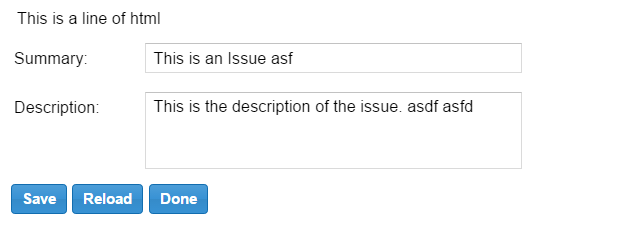 This is a line of html
Summary: This is an Issue asf
Description: This is the description of the issue. asdf asfd
Save Reload Done